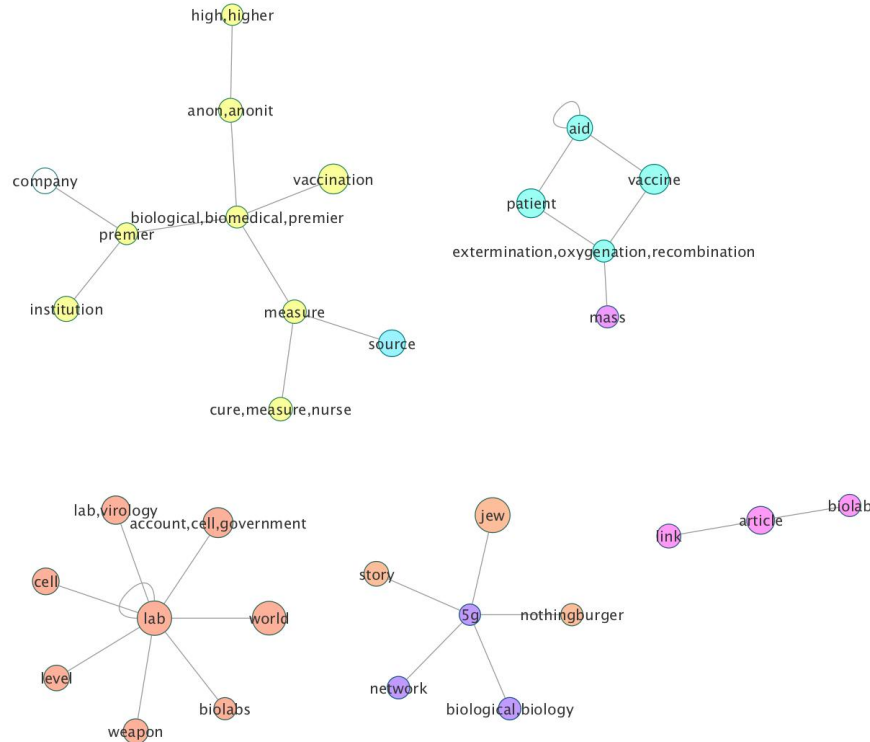 high,higher
anon,anonit
company
vaccination
biological,biomedical,premier
premier
institution
measure
source
cure,measure,nurse
aid
vaccine
patient
extermination,oxygenation,recombination
mass
lab,virology
account,cell,government
cell
lab
world
level
biolabs
weapon
jew
story
5g
nothingburger
network
biological,biology
biolab
article
link